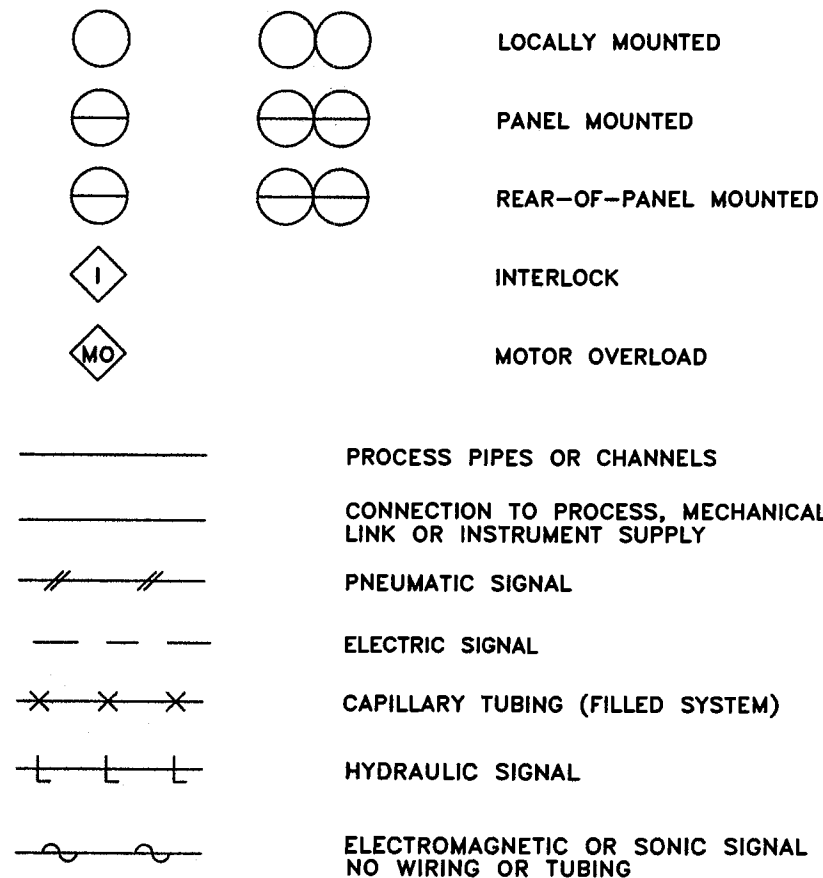 LOCALLY MOUNTED
PANEL MOUNTED
REAR-OF-PANEL MOUNTED
I
INTERLOCK
MO
MOTOR OVERLOAD
PROCESS PIPES OR CHANNELS
CONNECTION TO PROCESS, MECHANICAL
LINK OR INSTRUMENT SUPPLY
PNEUMATIC SIGNAL
ELECTRIC SIGNAL
CAPILLARY TUBING (FILLED SYSTEM)
HYDRAULIC SIGNAL
ELECTROMAGNETIC OR SONIC SIGNAL
NO WIRING OR TUBING